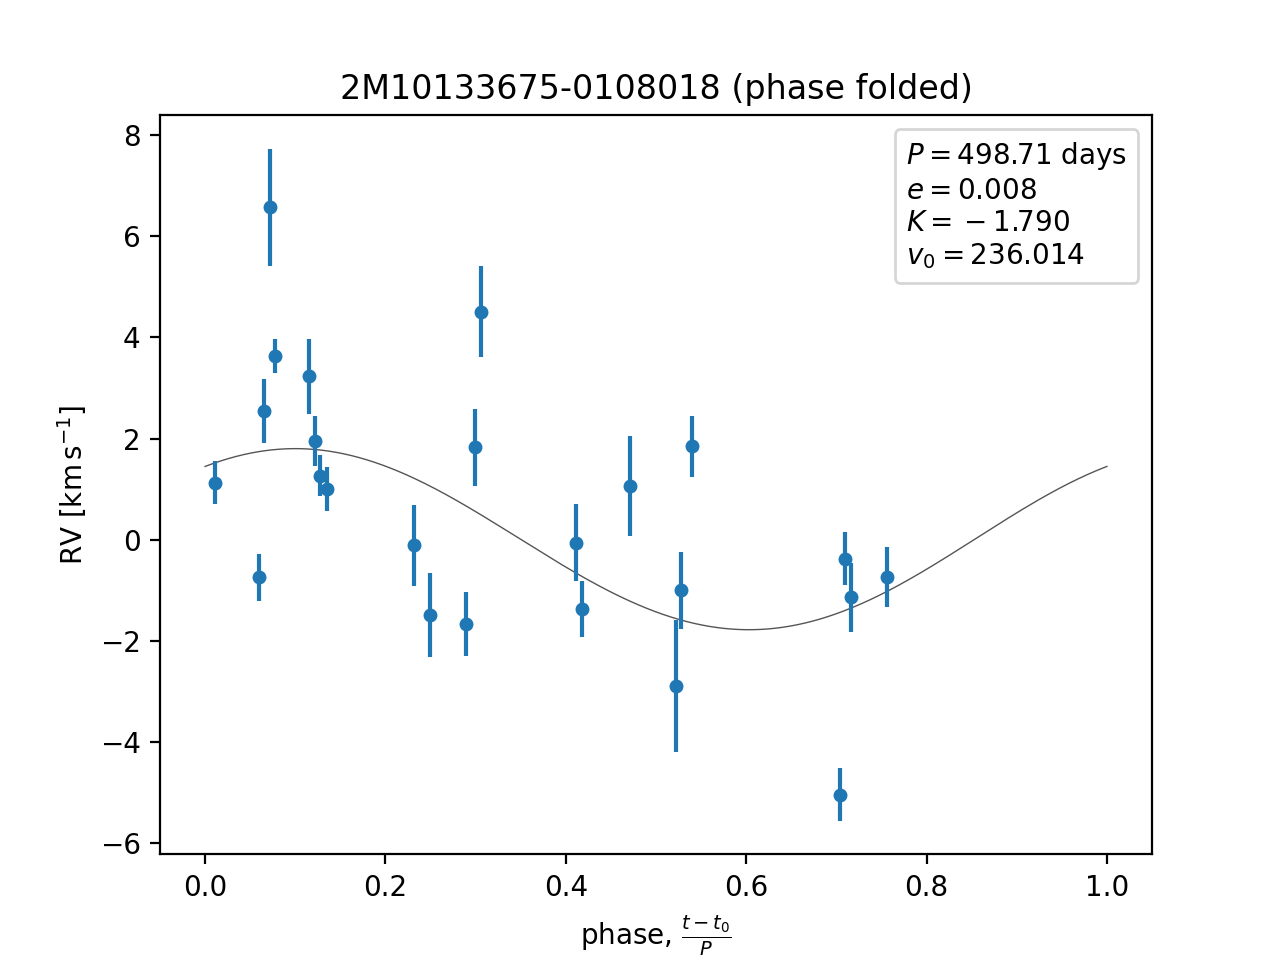 2M10133675-0108018 (phase folded)
P = 498.71 days
e = 0.008
K = −1.790
v₀ = 236.014
8
6
4
2
0
−2
−4
−6
RV [km s⁻¹]
0.0 0.2 0.4 0.6 0.8 1.0
phase, (t − t₀)/P